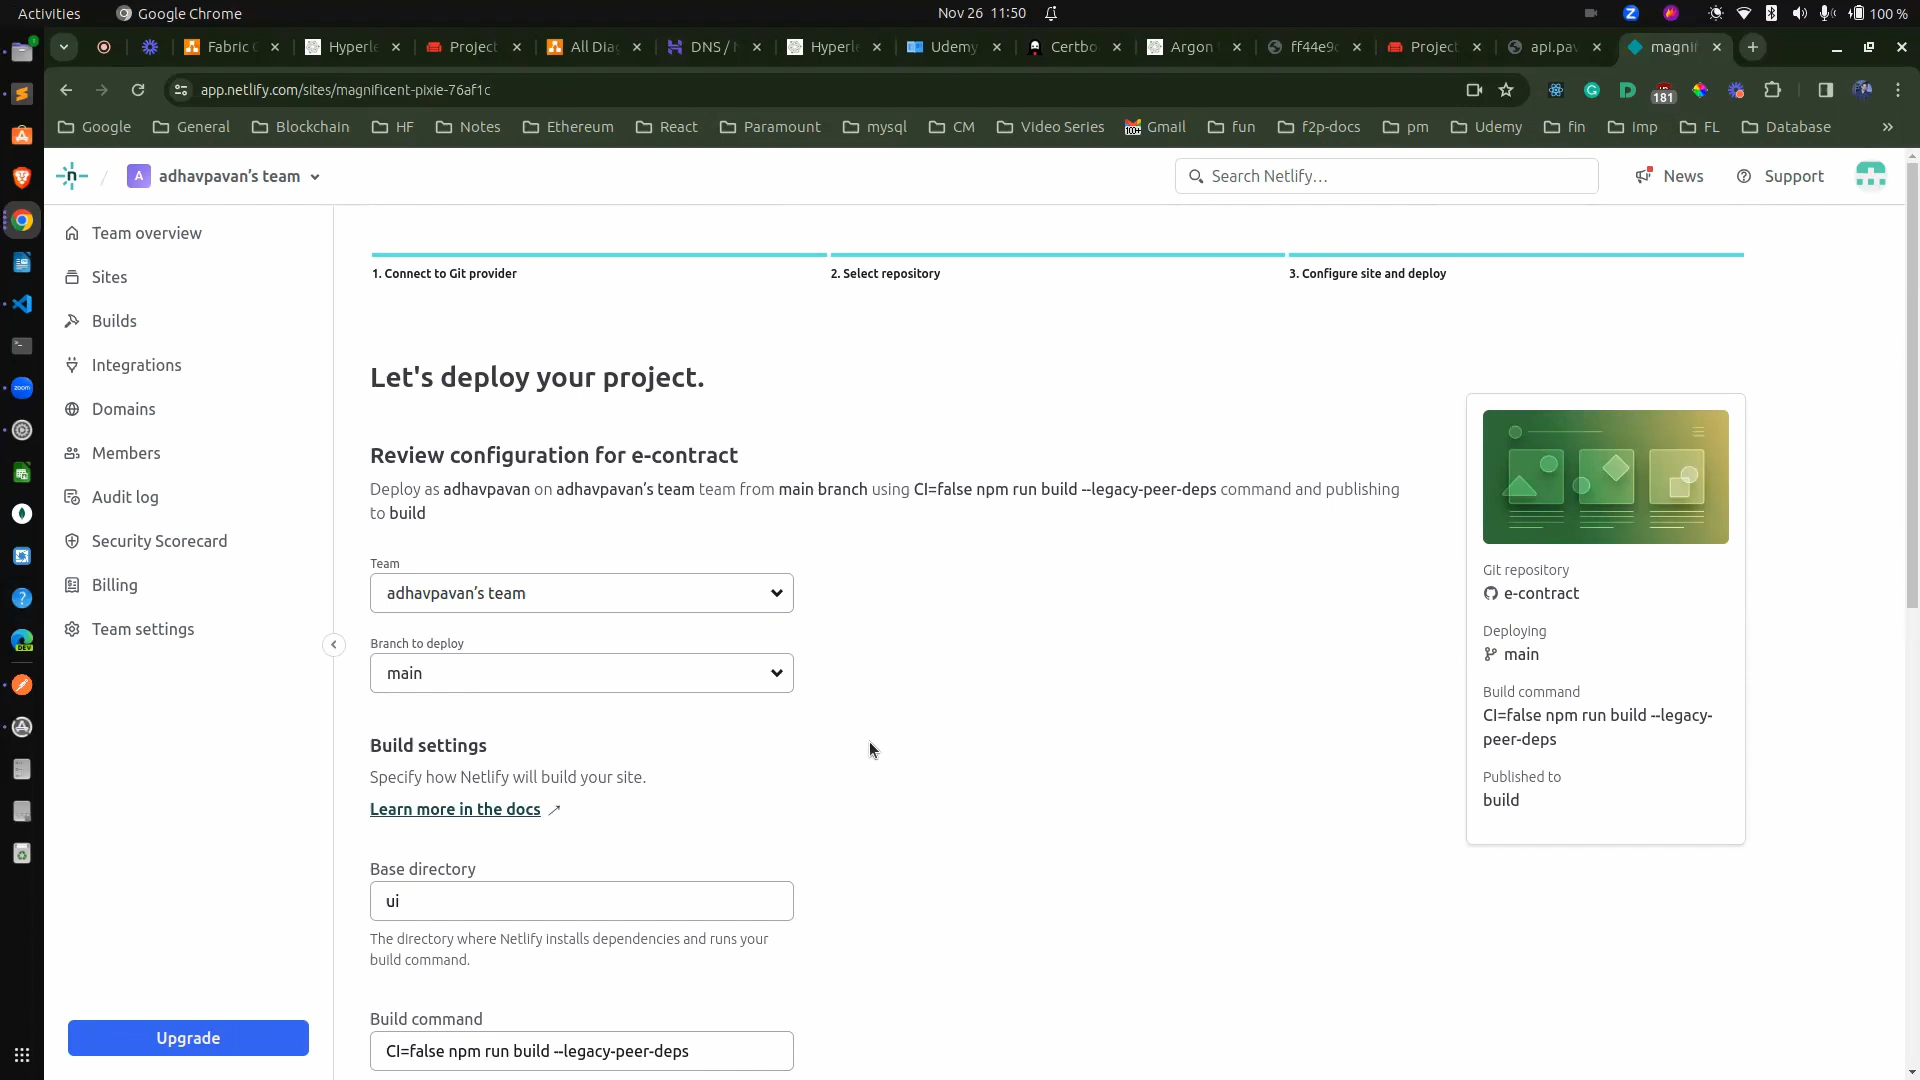 Activities
Google Chrome
Nov 26 11:50
Z
100 %
Fabric
Hyperle
Project
All Dia
DNS / 
Hyperle
Udemy
Certbo
Argon
ff44e9
Project
api.pav
magnif
app.netlify.com/sites/magnificent-pixie-76af1c
181
Google
General
Blockchain
HF
Notes
Ethereum
React
Paramount
mysql
CM
Video Series
Gmail
fun
f2p-docs
pm
Udemy
fin
Imp
FL
Database
»
n / A adhavpavan's team
Search Netlify...
News
Support
Team overview
Sites
Builds
Integrations
Domains
Members
Audit log
Security Scorecard
Billing
Team settings
Upgrade
zoom
DEV
1. Connect to Git provider
2. Select repository
3. Configure site and deploy
Let's deploy your project.
Review configuration for e-contract
Deploy as adhavpavan on adhavpavan's team team from main branch using CI=false npm run build --legacy-peer-deps command and publishing
to build
Team
adhavpavan's team
Branch to deploy
main
Build settings
Specify how Netlify will build your site.
Learn more in the docs
Base directory
ui
The directory where Netlify installs dependencies and runs your
build command.
Build command
CI=false npm run build --legacy-peer-deps
Git repository
e-contract
Deploying
main
Build command
CI=false npm run build --legacy-
peer-deps
Published to
build